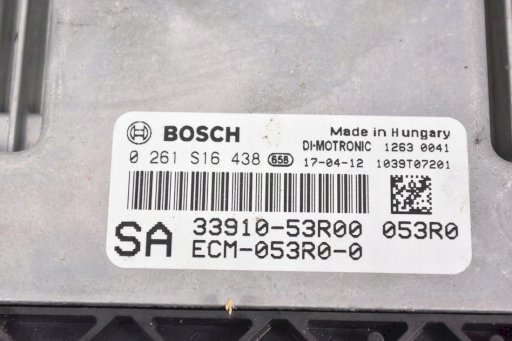 BOSCH
Made in Hungary
DI-MOTRONIC 1263 0041
0 261 S16 438 658 17-04-12 1039T07201
SA 33910-53R00 053R0
ECM-053R0-0